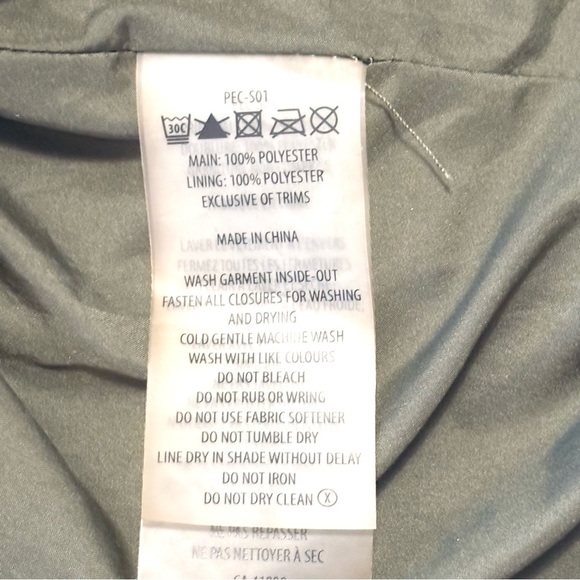 PEC-S01
30C
MAIN: 100% POLYESTER
LINING: 100% POLYESTER
EXCLUSIVE OF TRIMS
MADE IN CHINA
WASH GARMENT INSIDE-OUT
FASTEN ALL CLOSURES FOR WASHING
AND DRYING
COLD GENTLE MACHINE WASH
WASH WITH LIKE COLOURS
DO NOT BLEACH
DO NOT RUB OR WRING
DO NOT USE FABRIC SOFTENER
DO NOT TUMBLE DRY
LINE DRY IN SHADE WITHOUT DELAY
DO NOT IRON
DO NOT DRY CLEAN X
NE PAS REPASSER
NE PAS NETTOYER À SEC